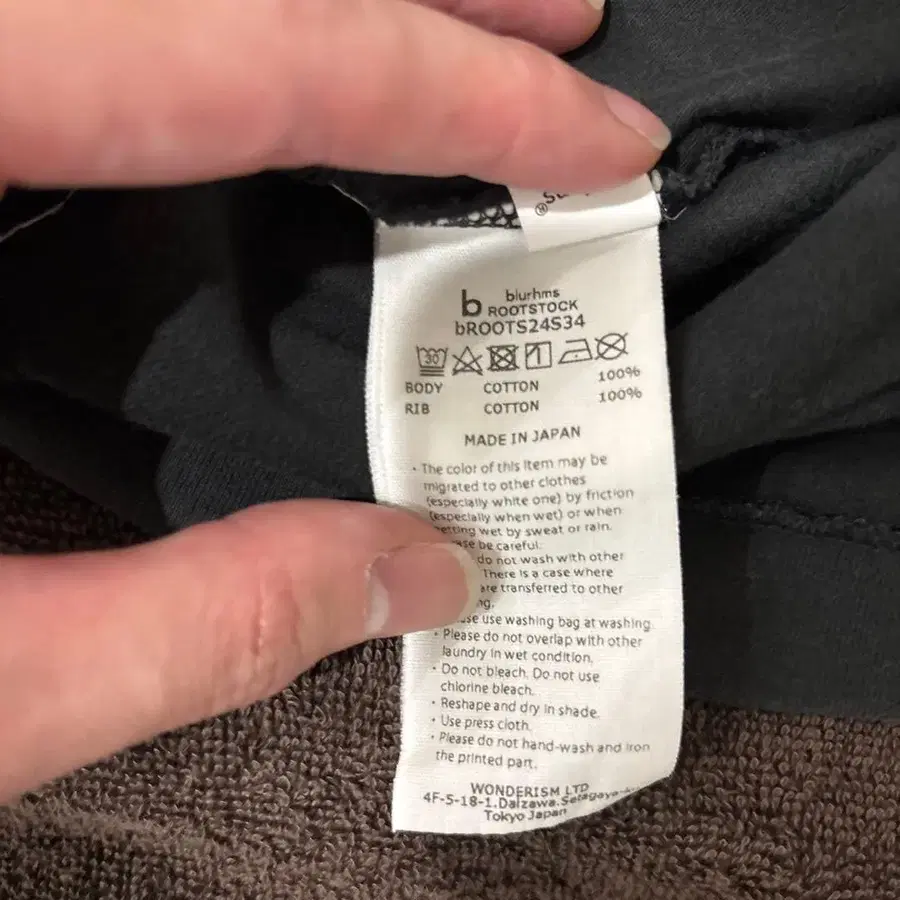 b blurhms
ROOTSTOCK
bROOTS24S34
30
BODY COTTON 100%
RIB COTTON 100%
MADE IN JAPAN
· The color of this item may be
migrated to other clothes
(especially white one) by friction
(especially when wet) or when
getting wet by sweat or rain.
be careful.
do not wash with other
There is a case where
are transferred to other
use washing bag at washing.
· Please do not overlap with other
laundry in wet condition.
· Do not bleach. Do not use
chlorine bleach.
· Reshape and dry in shade.
· Use press cloth.
· Please do not hand-wash and iron
the printed part.
WONDERISM LTD
4F-5-18-1.Daizawa.Setagaya-
Tokyo Japan